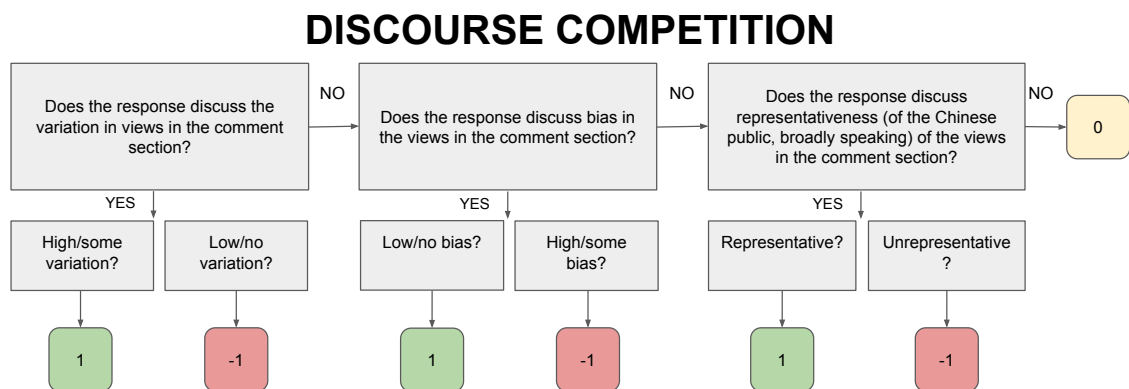 DISCOURSE COMPETITION
Does the response discuss the
variation in views in the comment
section?
NO
Does the response discuss bias in
the views in the comment section?
NO
Does the response discuss
representativeness (of the Chinese
public, broadly speaking) of the views
in the comment section?
NO
0
YES
YES
YES
High/some
variation?
Low/no
variation?
Low/no bias?
High/some
bias?
Representative?
Unrepresentative
?
1
-1
1
-1
1
-1